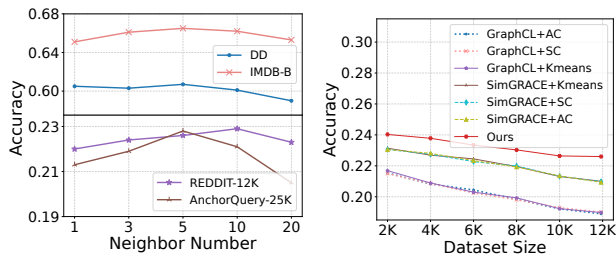 0.68
0.64
0.60
Accuracy
DD
IMDB-B
0.23
0.21
0.19
REDDIT-12K
AnchorQuery-25K
1 3 5 10 20
Neighbor Number
0.30
0.28
0.26
0.24
0.22
0.20
Accuracy
GraphCL+AC
GraphCL+SC
GraphCL+Kmeans
SimGRACE+Kmeans
SimGRACE+SC
SimGRACE+AC
Ours
2K 4K 6K 8K 10K 12K
Dataset Size